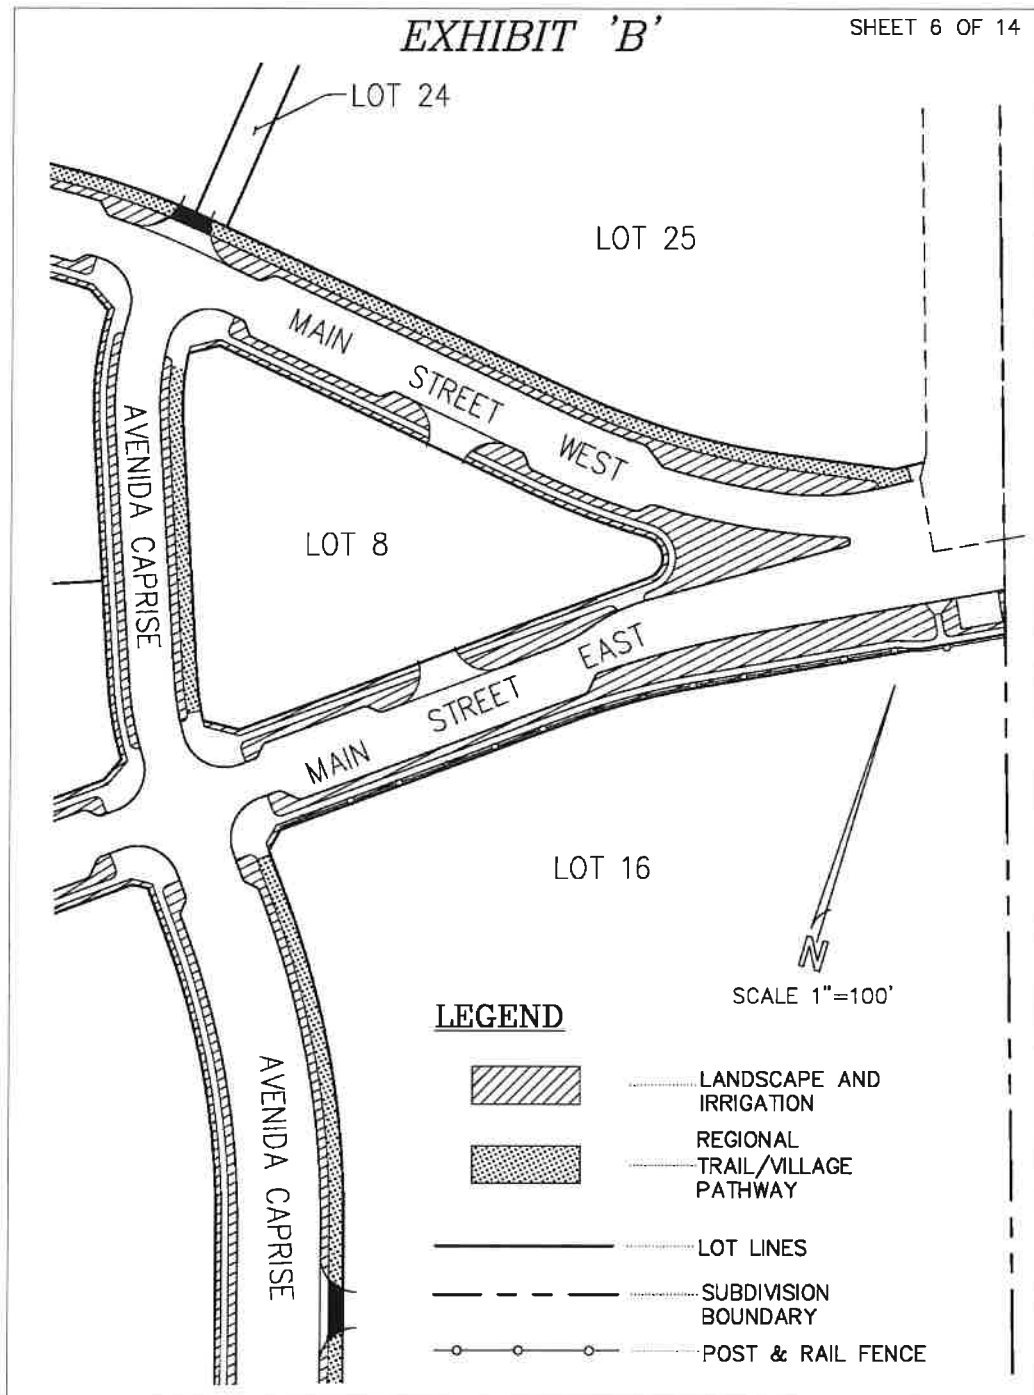 EXHIBIT 'B'
SHEET 6 OF 14
LOT 24
LOT 25
MAIN STREET WEST
AVENIDA CAPRISE
LOT 8
MAIN STREET EAST
LOT 16
N
SCALE 1"=100'
AVENIDA CAPRISE
LEGEND
LANDSCAPE AND
IRRIGATION
REGIONAL
TRAIL/VILLAGE
PATHWAY
LOT LINES
SUBDIVISION
BOUNDARY
POST & RAIL FENCE